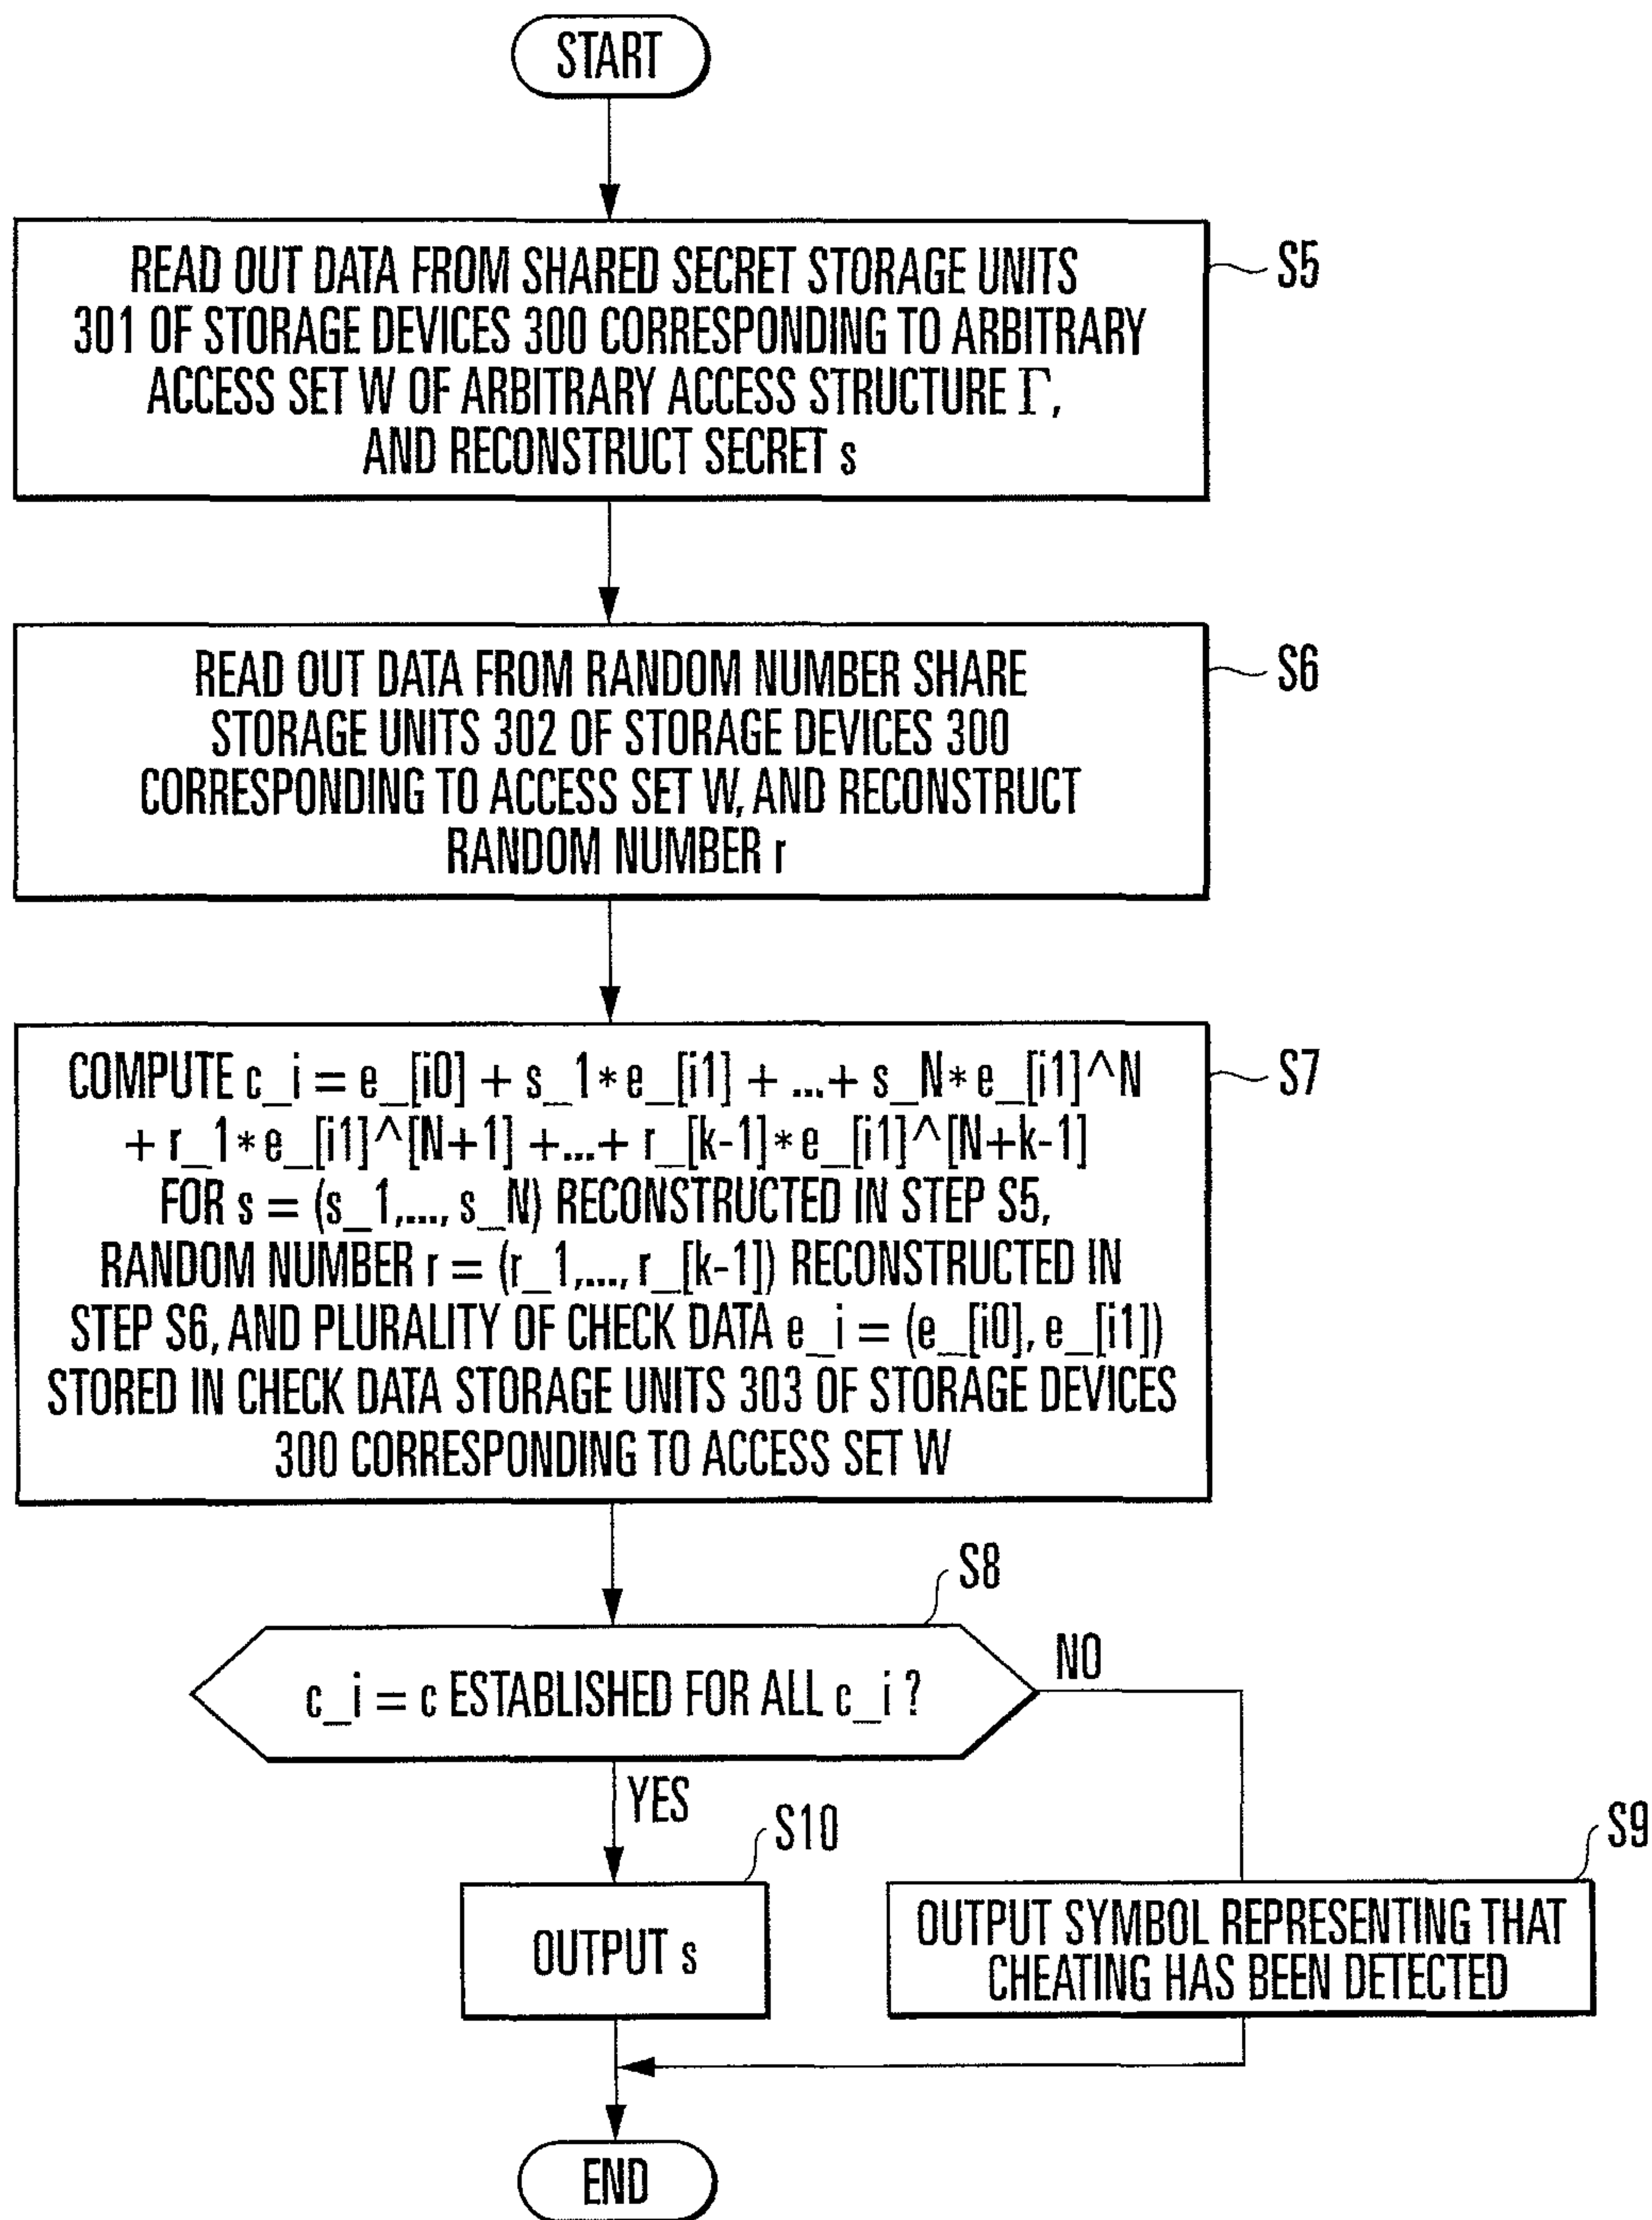 START
READ OUT DATA FROM SHARED SECRET STORAGE UNITS
301 OF STORAGE DEVICES 300 CORRESPONDING TO ARBITRARY
ACCESS SET W OF ARBITRARY ACCESS STRUCTURE Γ,
AND RECONSTRUCT SECRET s
S5
READ OUT DATA FROM RANDOM NUMBER SHARE
STORAGE UNITS 302 OF STORAGE DEVICES 300
CORRESPONDING TO ACCESS SET W, AND RECONSTRUCT
RANDOM NUMBER r
S6
COMPUTE c_i = e_[i0] + s_1* e_[i1] + ...+ s_N* e_[i1]^N
+ r_1* e_[i1]^[N+1] +...+ r_[k-1]* e_[i1]^[N+k-1]
FOR s = (s_1,..., s_N) RECONSTRUCTED IN STEP S5,
RANDOM NUMBER r = (r_1,..., r_[k-1]) RECONSTRUCTED IN
STEP S6, AND PLURALITY OF CHECK DATA e_i = (e_[i0], e_[i1])
STORED IN CHECK DATA STORAGE UNITS 303 OF STORAGE DEVICES
300 CORRESPONDING TO ACCESS SET W
S7
S8
c_i = c ESTABLISHED FOR ALL c_i ?
NO
YES
S10
OUTPUT s
S9
OUTPUT SYMBOL REPRESENTING THAT
CHEATING HAS BEEN DETECTED
END